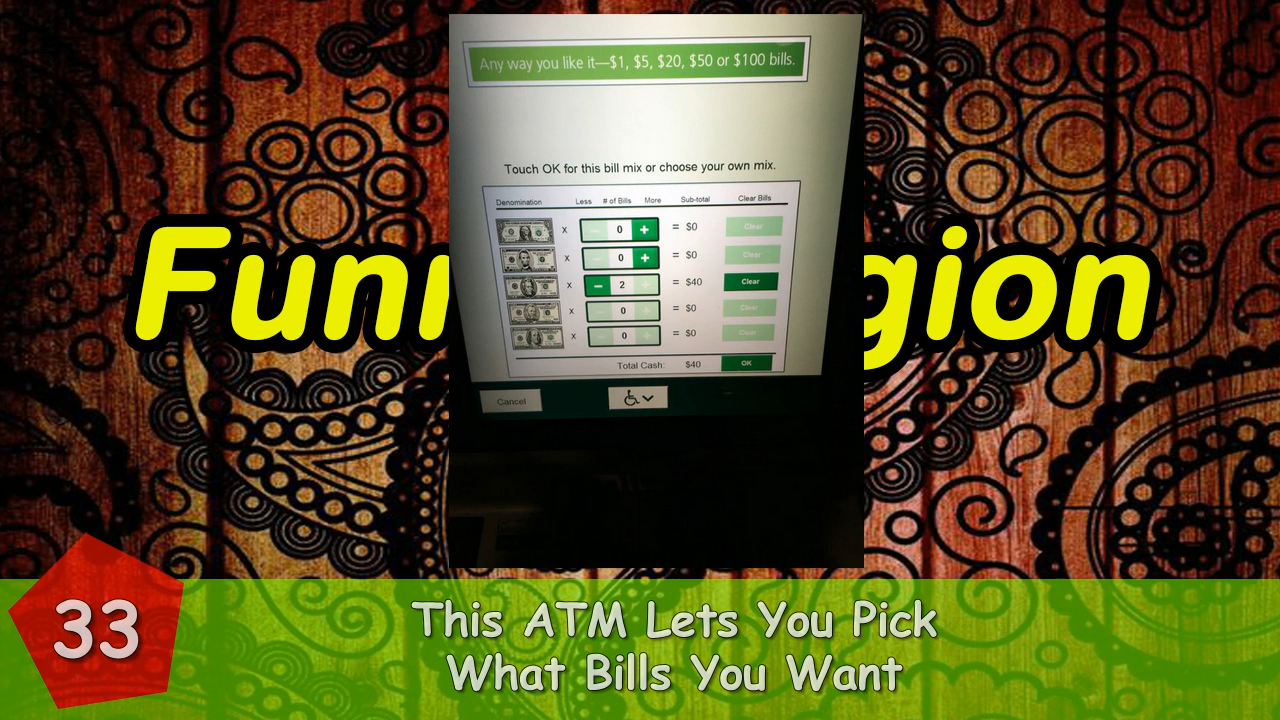 Any way you like it—$1, $5, $20, $50 or $100 bills.
Touch OK for this bill mix or choose your own mix.
Denomination Less # of Bills More Sub-total Clear Bills
x − 0 + = $0 Clear
x − 0 + = $0 Clear
x − 2 + = $40 Clear
x − 0 + = $0 Clear
x − 0 + = $0 Clear
Total Cash: $40 OK
Cancel
33
This ATM Lets You Pick
What Bills You Want